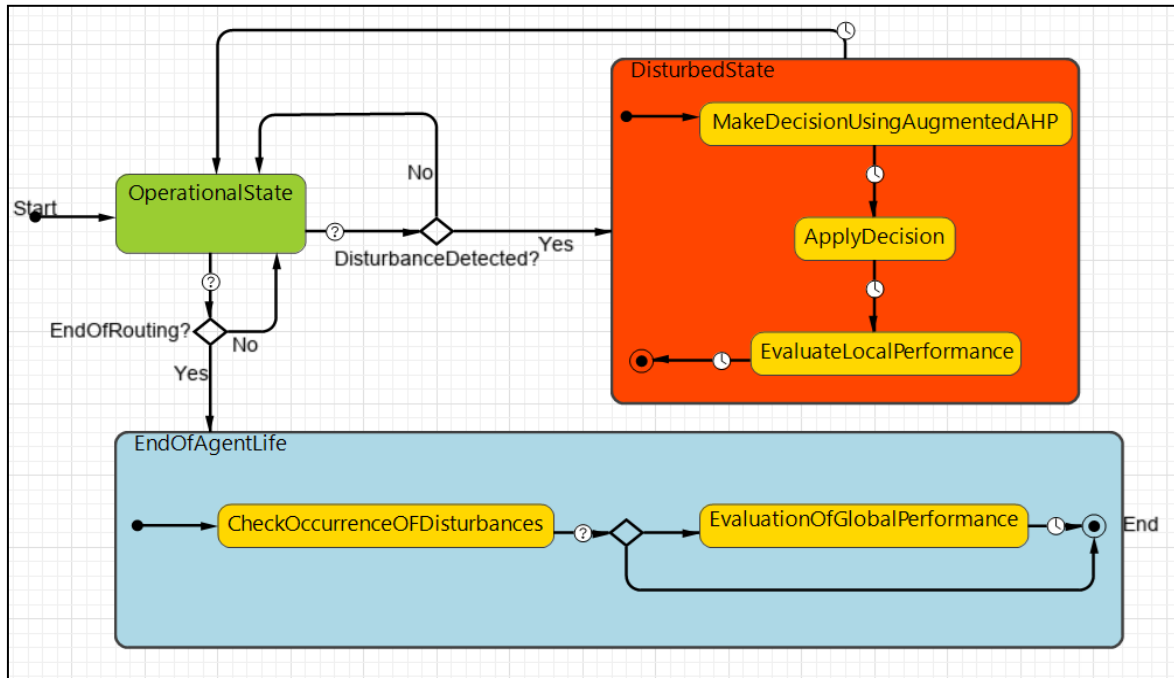 DisturbedState
MakeDecisionUsingAugmentedAHP
No
OperationalState
Start
?
Yes
DisturbanceDetected?
ApplyDecision
?
EndOfRouting?
No
EvaluateLocalPerformance
Yes
EndOfAgentLife
CheckOccurrenceOFDisturbances
?
EvaluationOfGlobalPerformance
End